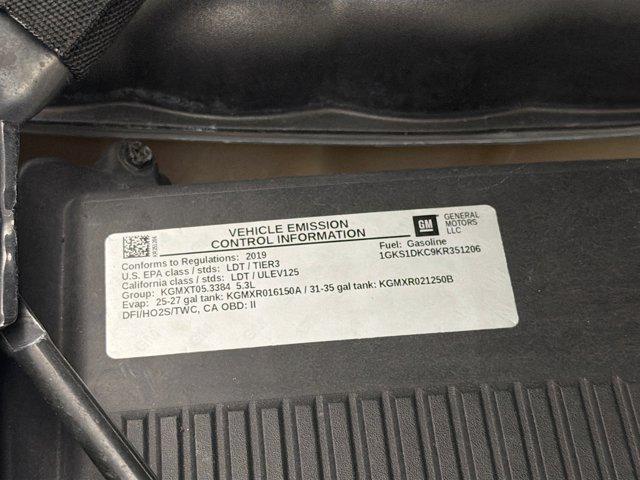 VEHICLE EMISSION
CONTROL INFORMATION
GM
GENERAL
MOTORS
LLC
Conforms to Regulations: 2019
Fuel: Gasoline
U.S. EPA class / stds: LDT / TIER3
1GKS1DKC9KR351206
California class / stds: LDT / ULEV125
Group: KGMXT05.3384 5.3L
Evap: 25-27 gal tank: KGMXR016150A / 31-35 gal tank: KGMXR021250B
DFI/HO2S/TWC, CA OBD: II